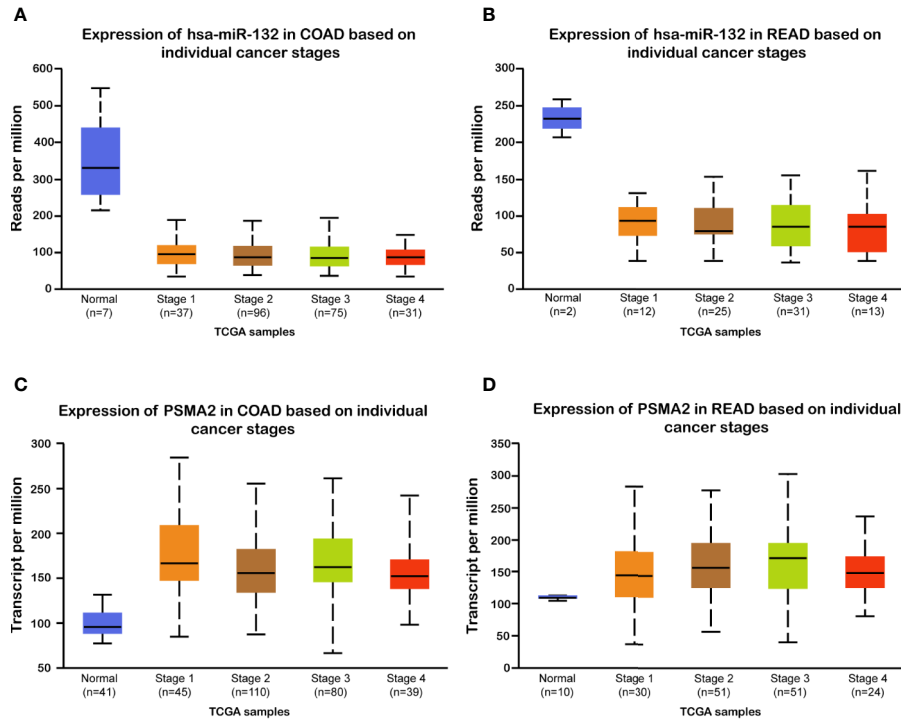 A
Expression of hsa-miR-132 in COAD based on
individual cancer stages
Reads per million
600
500
400
300
200
100
0
Normal
(n=7)
Stage 1
(n=37)
Stage 2
(n=96)
Stage 3
(n=75)
Stage 4
(n=31)
TCGA samples
B
Expression of hsa-miR-132 in READ based on
individual cancer stages
Reads per million
300
250
200
150
100
50
0
Normal
(n=2)
Stage 1
(n=12)
Stage 2
(n=25)
Stage 3
(n=31)
Stage 4
(n=13)
TCGA samples
C
Expression of PSMA2 in COAD based on individual
cancer stages
Transcript per million
300
250
200
150
100
50
Normal
(n=41)
Stage 1
(n=45)
Stage 2
(n=110)
Stage 3
(n=80)
Stage 4
(n=39)
TCGA samples
D
Expression of PSMA2 in READ based on individual
cancer stages
Transcript per million
350
300
250
200
150
100
50
0
Normal
(n=10)
Stage 1
(n=30)
Stage 2
(n=51)
Stage 3
(n=51)
Stage 4
(n=24)
TCGA samples